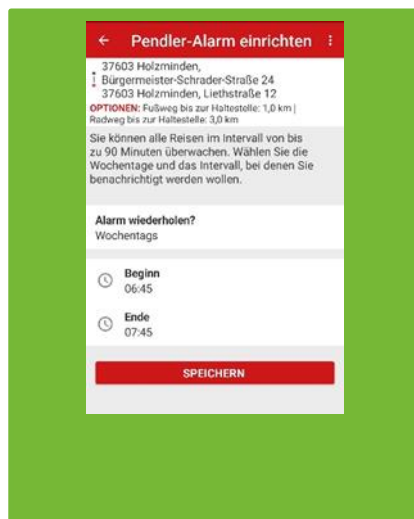 Pendler-Alarm einrichten
37603 Holzminden,
Bürgermeister-Schrader-Straße 24
37603 Holzminden, Liethstraße 12
OPTIONEN: Fußweg bis zur Haltestelle: 1,0 km |
Radweg bis zur Haltestelle: 3,0 km
Sie können alle Reisen im Intervall von bis
zu 90 Minuten überwachen. Wählen Sie die
Wochentage und das Intervall, bei denen Sie
benachrichtigt werden wollen.
Alarm wiederholen?
Wochentags
Beginn
06:45
Ende
07:45
SPEICHERN